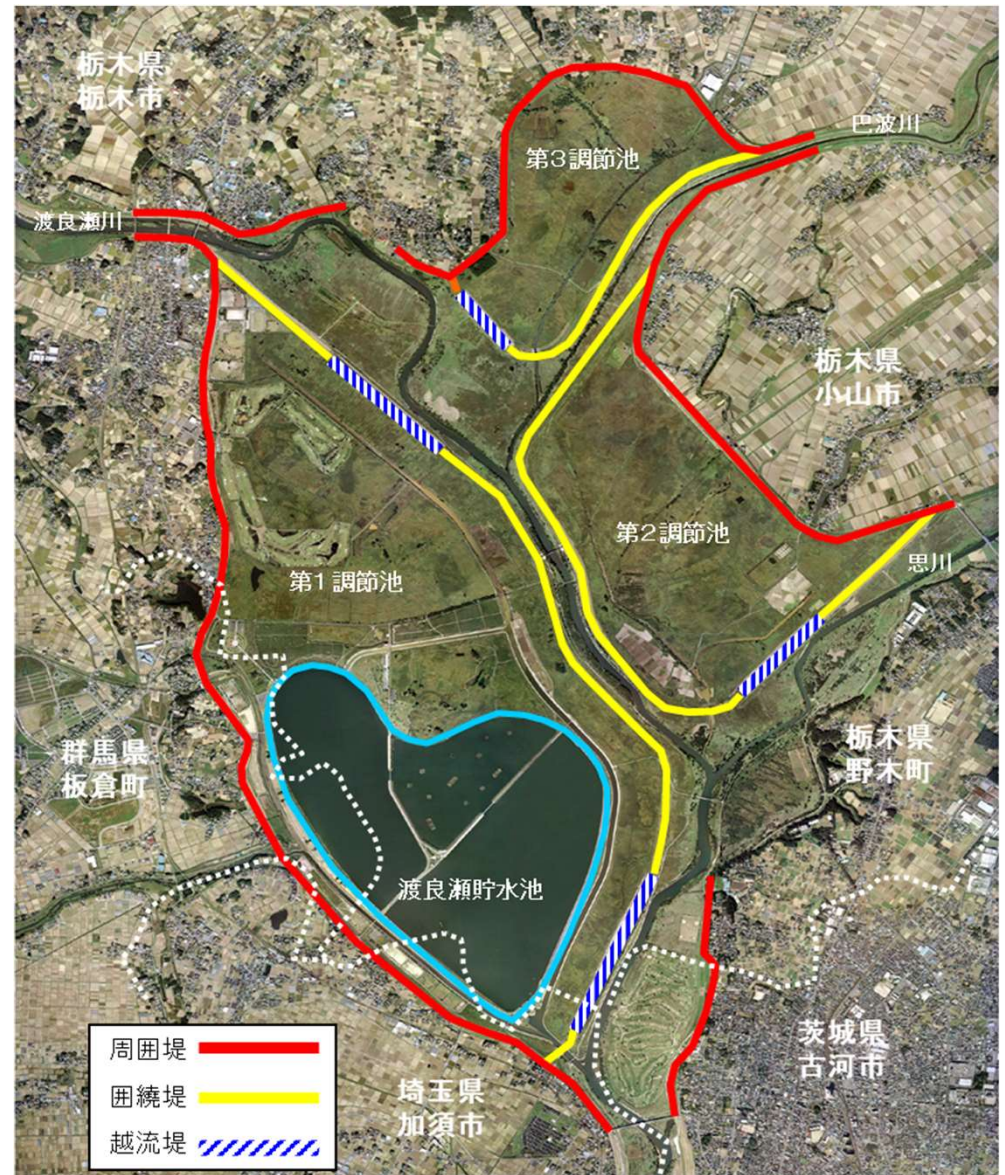 栃木県
栃木市
巴波川
第3調節池
渡良瀬川
栃木県
小山市
第2調節池
思川
第1調節池
群馬県
板倉町
栃木県
野木町
渡良瀬貯水池
茨城県
古河市
埼玉県
加須市
周囲堤
囲繞堤
越流堤